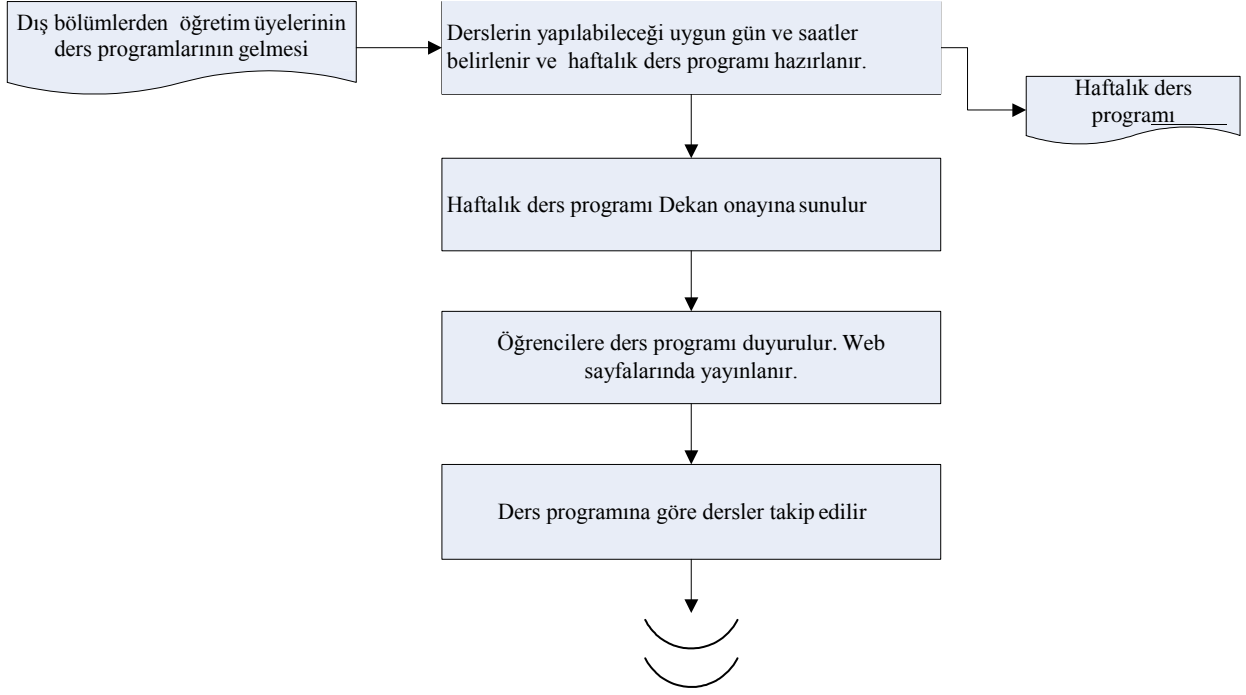 Dış bölümlerden öğretim üyelerinin
ders programlarının gelmesi
Derslerin yapılabileceği uygun gün ve saatler
belirlenir ve haftalık ders programı hazırlanır.
Haftalık ders
programı
Haftalık ders programı Dekan onayına sunulur
Öğrencilere ders programı duyurulur. Web
sayfalarında yayınlanır.
Ders programına göre dersler takip edilir